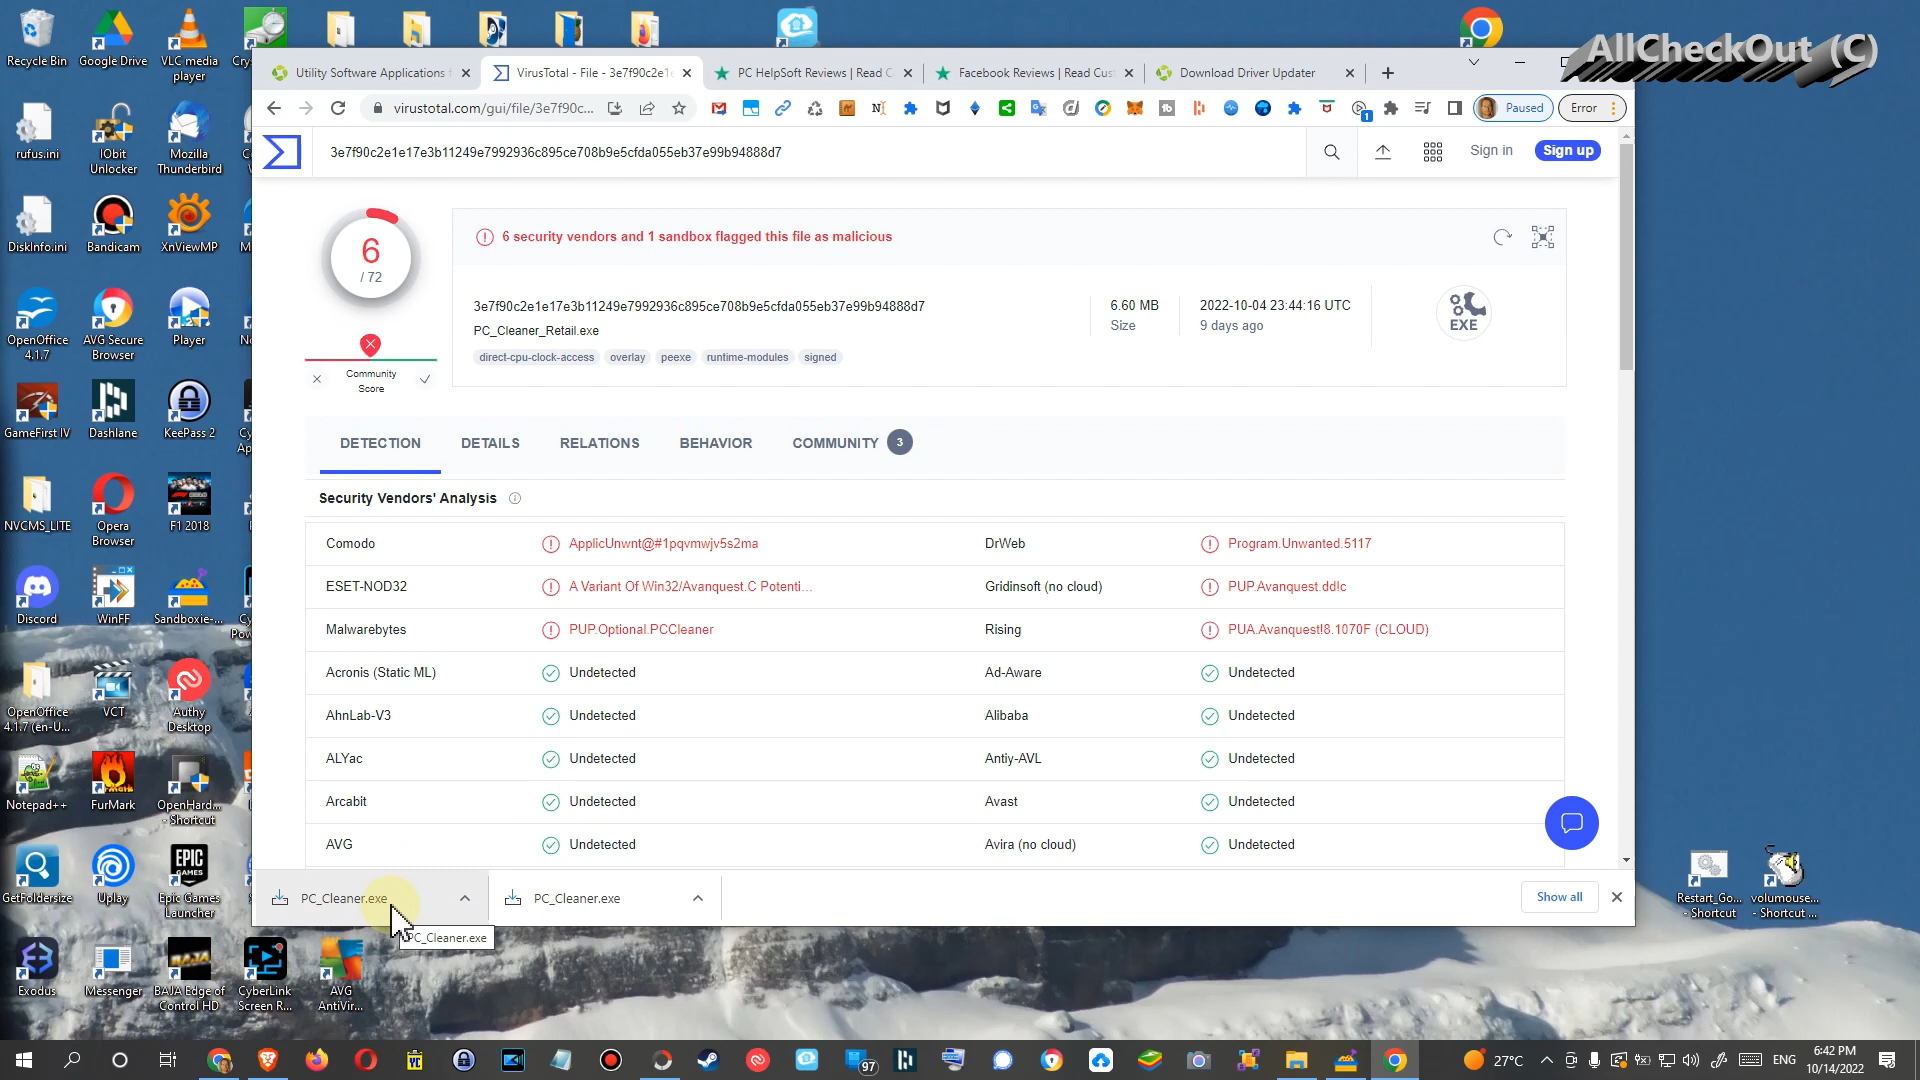 AllCheckOut (C)
Recycle Bin
Google Drive
VLC media player
Utility Software Applications f
VirusTotal - File - 3e7f90c2e1
PC HelpSoft Reviews | Read C
Facebook Reviews | Read Cust
Download Driver Updater
virustotal.com/gui/file/3e7f90c...
Paused
Error
3e7f90c2e1e17e3b11249e7992936c895ce708b9e5cfda055eb37e99b94888d7
Sign in
Sign up
rufus.ini
IObit Unlocker
Mozilla Thunderbird
DiskInfo.ini
Bandicam
XnViewMP
OpenOffice 4.1.7
AVG Secure Browser
Player
GameFirst IV
Dashlane
KeePass 2
NVCMS_LITE
Opera Browser
F1 2018
Discord
WinFF
Sandboxie-...
OpenOffice 4.1.7 (en-U...
VCT
Authy Desktop
Notepad++
FurMark
OpenHard... - Shortcut
GetFoldersize
Uplay
Epic Games Launcher
Exodus
Messenger
BAJA Edge of Control HD
CyberLink Screen R...
AVG AntiVir...
6
/ 72
6 security vendors and 1 sandbox flagged this file as malicious
3e7f90c2e1e17e3b11249e7992936c895ce708b9e5cfda055eb37e99b94888d7
PC_Cleaner_Retail.exe
6.60 MB
Size
2022-10-04 23:44:16 UTC
9 days ago
EXE
direct-cpu-clock-access
overlay
peexe
runtime-modules
signed
Community Score
DETECTION
DETAILS
RELATIONS
BEHAVIOR
COMMUNITY
3
Security Vendors' Analysis
Comodo
ApplicUnwnt@#1pqvmwjv5s2ma
DrWeb
Program.Unwanted.5117
ESET-NOD32
A Variant Of Win32/Avanquest.C Potenti...
Gridinsoft (no cloud)
PUP.Avanquest.dd!c
Malwarebytes
PUP.Optional.PCCleaner
Rising
PUA.Avanquest!8.1070F (CLOUD)
Acronis (Static ML)
Undetected
Ad-Aware
Undetected
AhnLab-V3
Undetected
Alibaba
Undetected
ALYac
Undetected
Antiy-AVL
Undetected
Arcabit
Undetected
Avast
Undetected
AVG
Undetected
Avira (no cloud)
Undetected
PC_Cleaner.exe
PC_Cleaner.exe
Show all
PC_Cleaner.exe
Restart_Go... - Shortcut
volumouse... - Shortcut ...
97
27°C
ENG
6:42 PM
10/14/2022